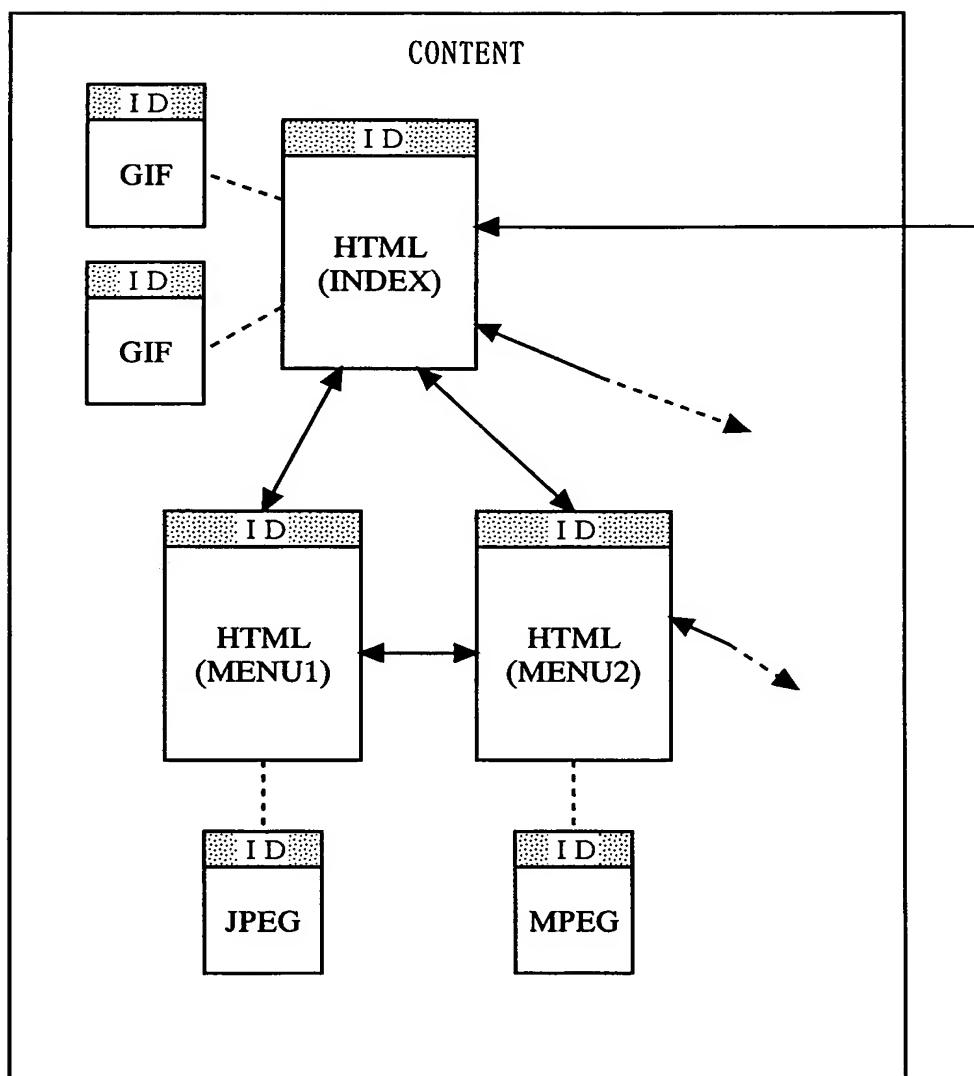 CONTENT
ID
GIF
ID
HTML
(INDEX)
ID
GIF
ID
HTML
(MENU1)
ID
HTML
(MENU2)
ID
JPEG
ID
MPEG